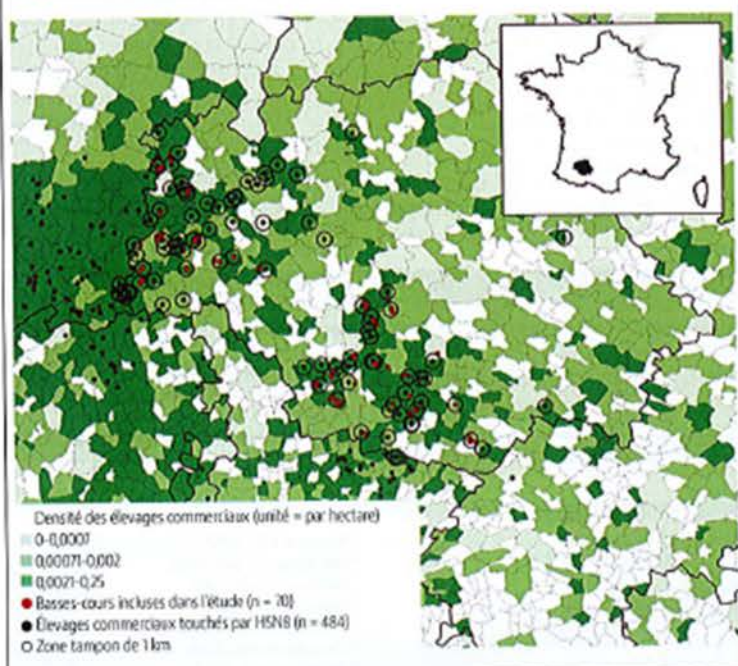 Densité des élevages commerciaux (unité = par hectare)
0-0,0007
0,00071-0,002
0,0021-0,25
Basses-cours incluses dans l'étude (n = 70)
Élevages commerciaux touchés par H5N8 (n = 484)
Zone tampon de 1 km